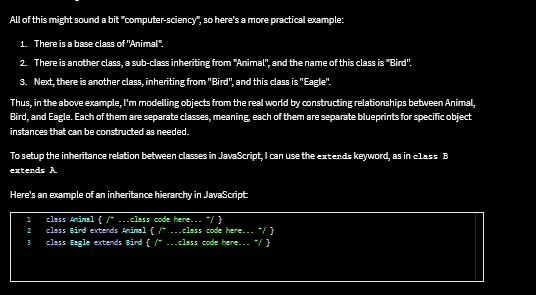 All of this might sound a bit "computer-sciency", so here's a more practical example:
1. There is a base class of "Animal".
2. There is another class, a sub-class inheriting from "Animal", and the name of this class is "Bird".
3. Next, there is another class, inheriting from "Bird", and this class is "Eagle".
Thus, in the above example, I'm modelling objects from the real world by constructing relationships between Animal,
Bird, and Eagle. Each of them are separate classes, meaning, each of them are separate blueprints for specific object
instances that can be constructed as needed.
To setup the inheritance relation between classes in JavaScript, I can use the extends keyword, as in class B
extends A.
Here's an example of an inheritance hierarchy in JavaScript:
1 class Animal { /* ...class code here... */ }
2 class Bird extends Animal { /* ...class code here... */ }
3 class Eagle extends Bird { /* ...class code here... */ }